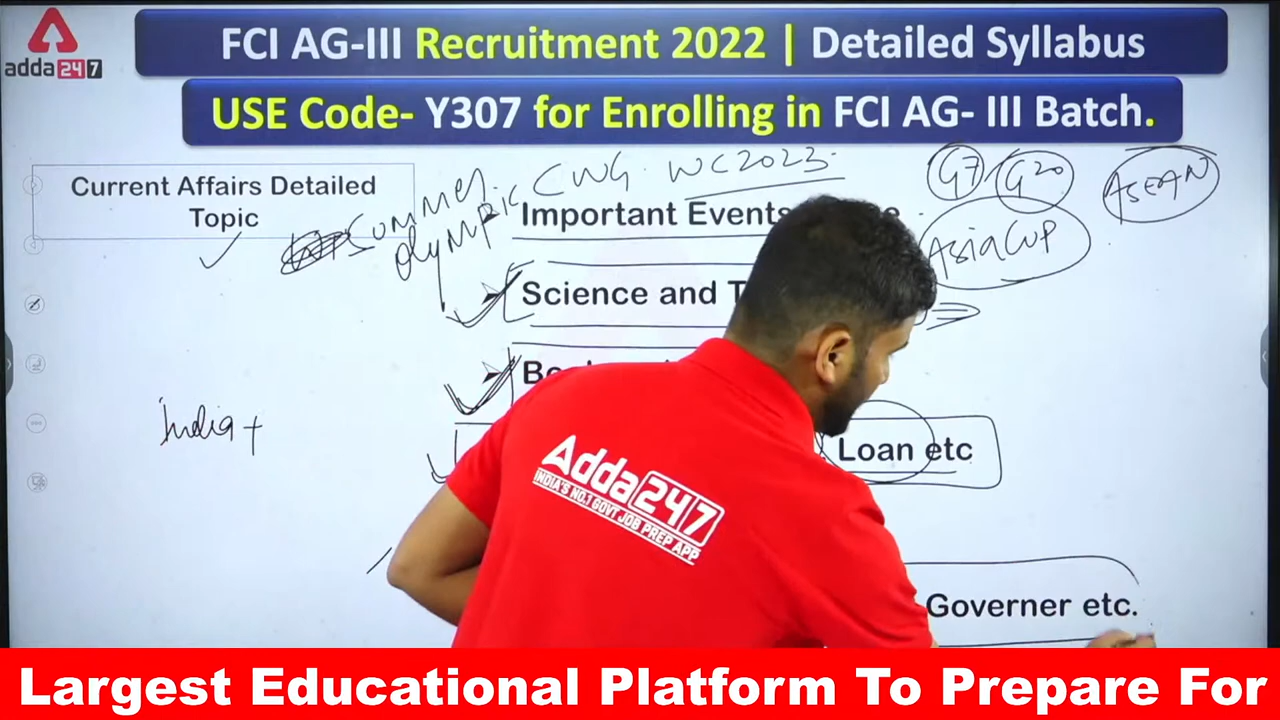 adda247
FCI AG-III Recruitment 2022 | Detailed Syllabus
USE Code- Y307 for Enrolling in FCI AG- III Batch.
Current Affairs Detailed
Topic
Summer
Olympic
CWG. WC2023.
G7
G20
ASEAN
Asia Cup
Important Events
Science and T
Loan etc
India +
Governer etc.
Adda247
INDIA'S NO.1 GOVT JOB PREP APP
Largest Educational Platform To Prepare For